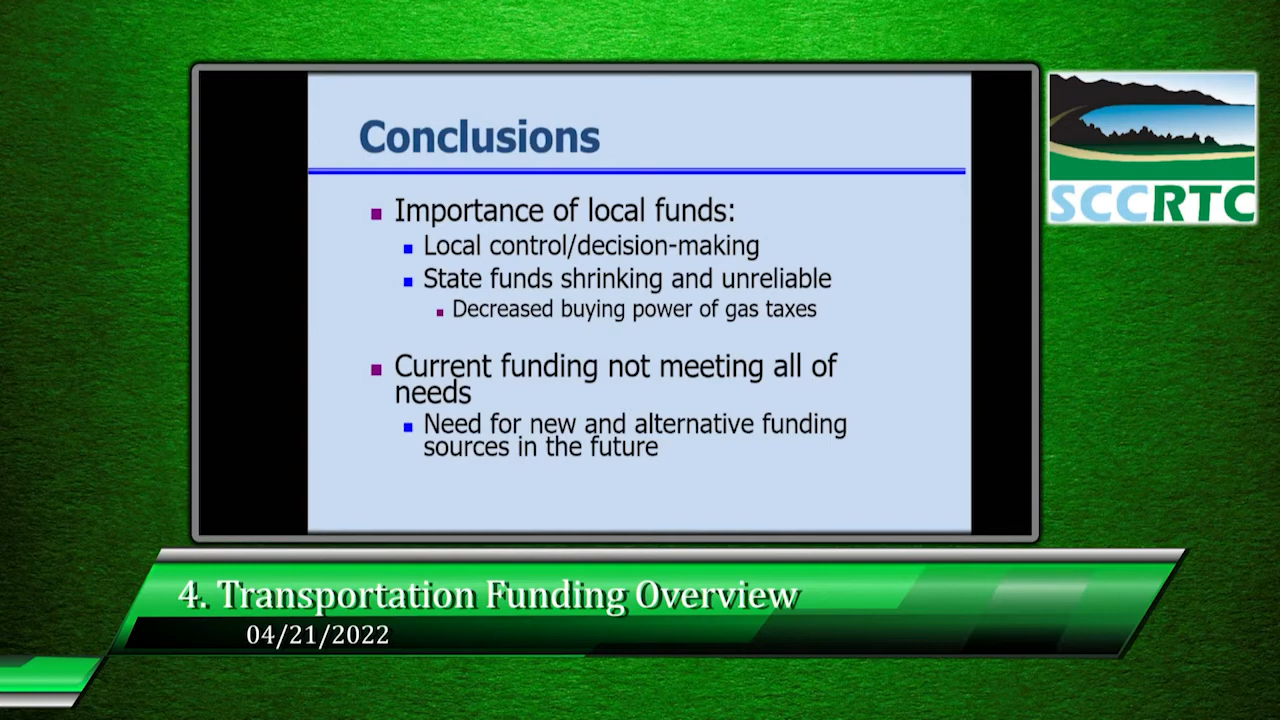 Conclusions
Importance of local funds:
Local control/decision-making
State funds shrinking and unreliable
Decreased buying power of gas taxes
Current funding not meeting all of
needs
Need for new and alternative funding
sources in the future
SCCRTC
4. Transportation Funding Overview
04/21/2022